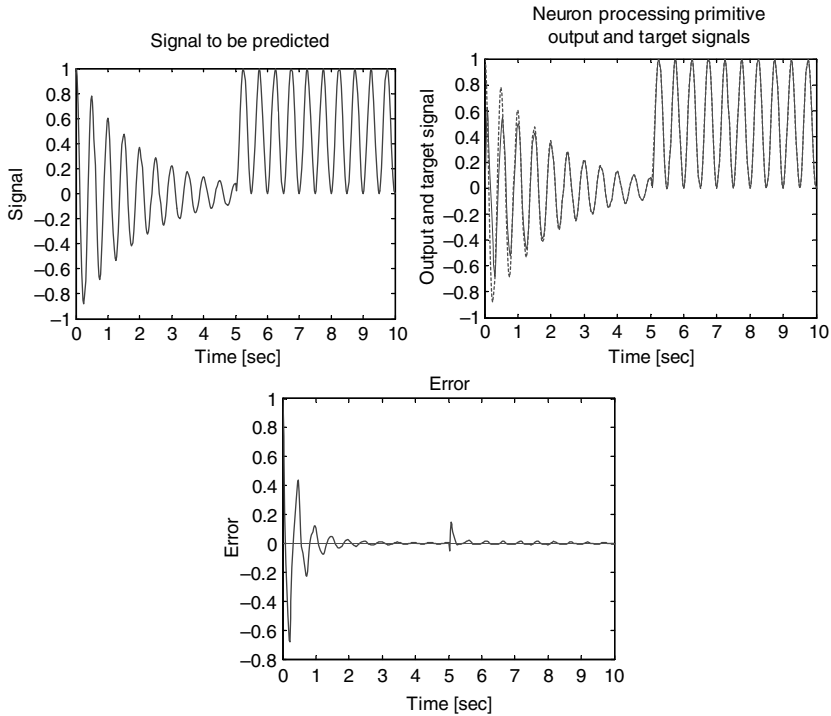 Signal to be predicted
1
0.8
0.6
0.4
0.2
0
−0.2
−0.4
−0.6
−0.8
−1
Signal
0 1 2 3 4 5 6 7 8 9 10
Time [sec]
Neuron processing primitive
output and target signals
1
0.8
0.6
0.4
0.2
0
−0.2
−0.4
−0.6
−0.8
−1
Output and target signal
0 1 2 3 4 5 6 7 8 9 10
Time [sec]
Error
1
0.8
0.6
0.4
0.2
0
−0.2
−0.4
−0.6
−0.8
Error
0 1 2 3 4 5 6 7 8 9 10
Time [sec]